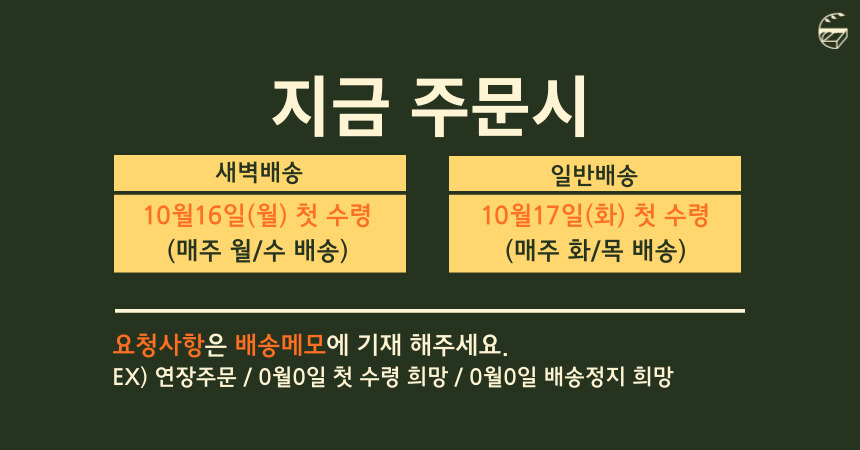 지금 주문시
새벽배송
10월16일(월) 첫 수령
(매주 월/수 배송)
일반배송
10월17일(화) 첫 수령
(매주 화/목 배송)
요청사항은 배송메모에 기재 해주세요.
EX) 연장주문 / 0월0일 첫 수령 희망 / 0월0일 배송정지 희망